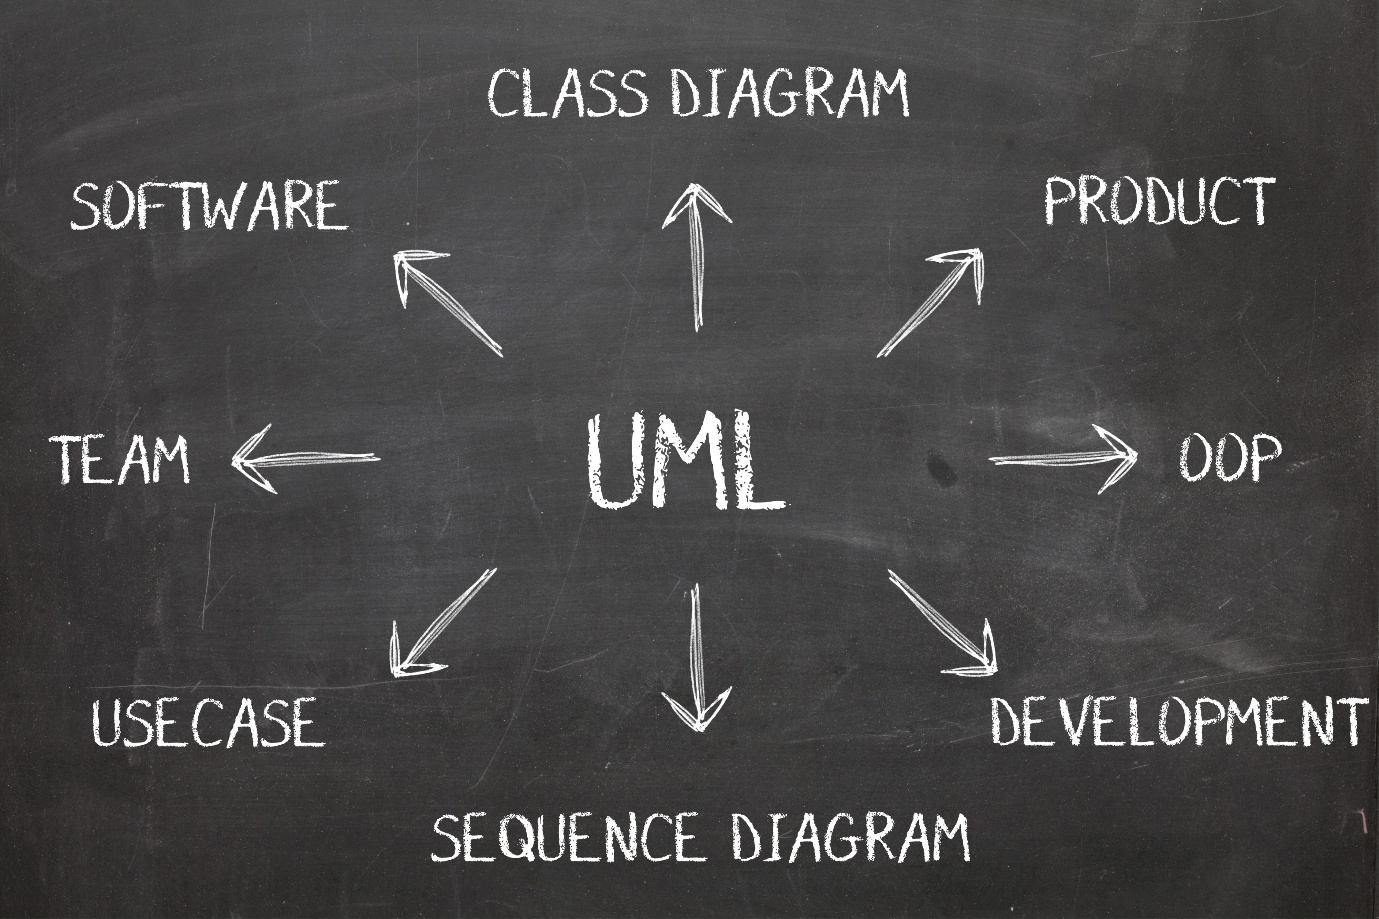 CLASS DIAGRAM
SOFTWARE
PRODUCT
TEAM
UML
OOP
USECASE
DEVELOPMENT
SEQUENCE DIAGRAM